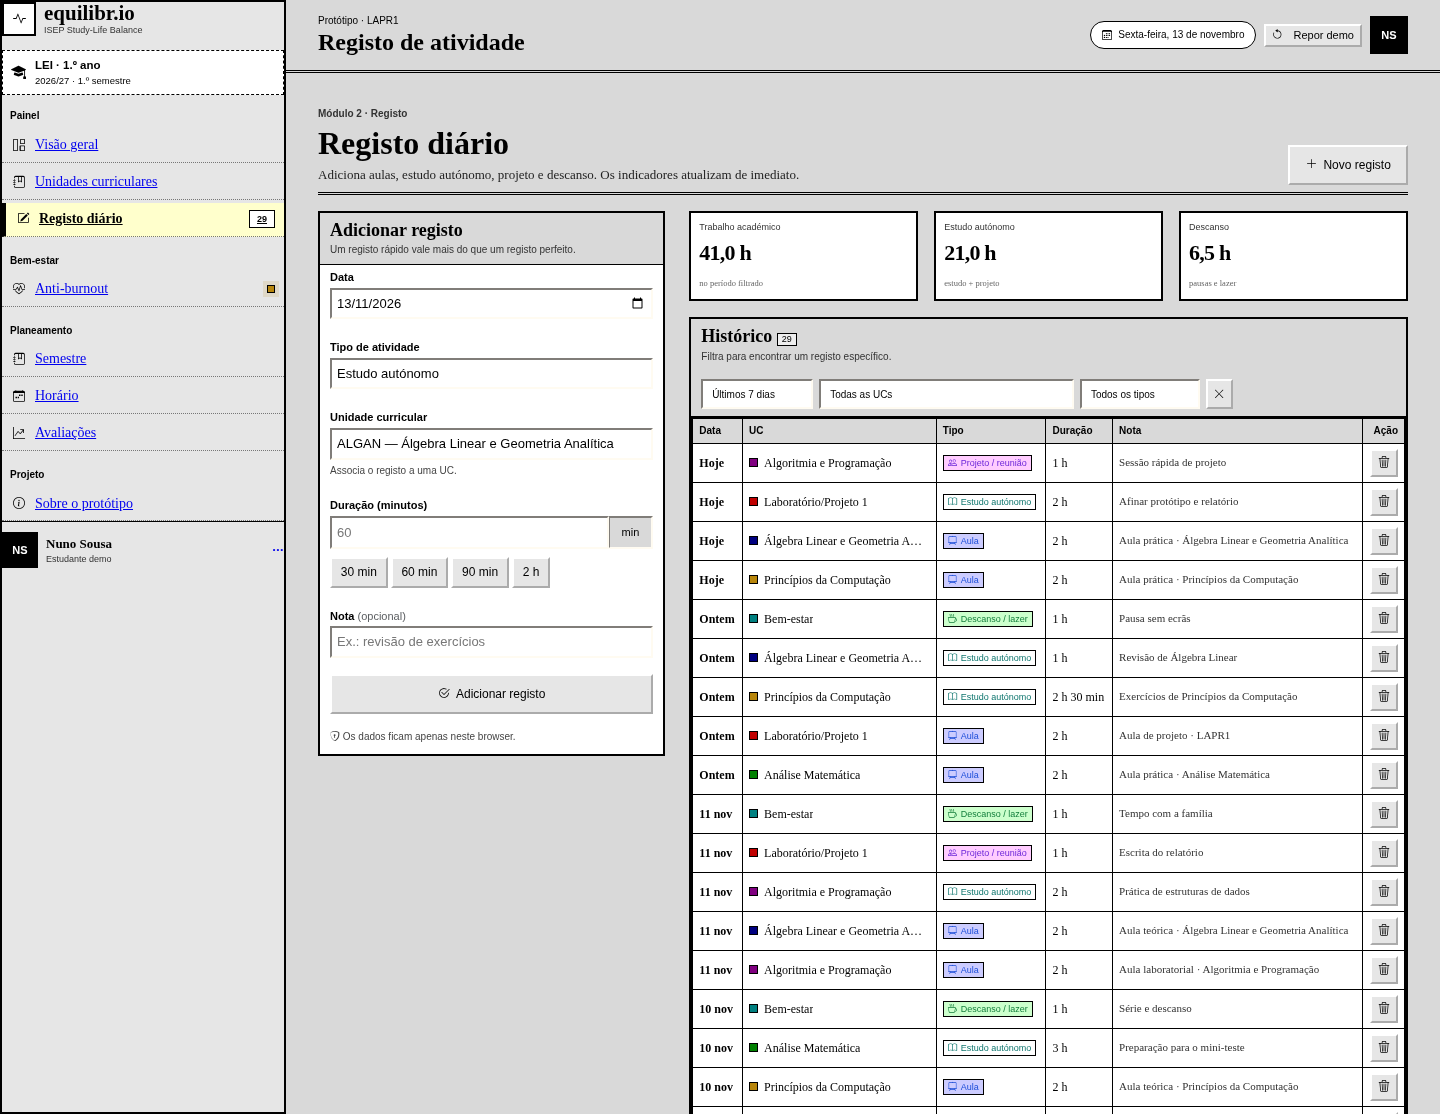 equilibr.io
ISEP Study-Life Balance
LEI · 1.º ano
2026/27 · 1.º semestre
Painel
Visão geral
Unidades curriculares
Registo diário 29
Bem-estar
Anti-burnout
Planeamento
Semestre
Horário
Avaliações
Projeto
Sobre o protótipo
NS Nuno Sousa
Estudante demo
Protótipo · LAPR1
Registo de atividade
Sexta-feira, 13 de novembro
Repor demo
NS
Módulo 2 · Registo
Registo diário
Adiciona aulas, estudo autónomo, projeto e descanso. Os indicadores atualizam de imediato.
Novo registo
Adicionar registo
Um registo rápido vale mais do que um registo perfeito.
Data
13/11/2026
Tipo de atividade
Estudo autónomo
Unidade curricular
ALGAN — Álgebra Linear e Geometria Analítica
Associa o registo a uma UC.
Duração (minutos)
60 min
30 min 60 min 90 min 2 h
Nota (opcional)
Ex.: revisão de exercícios
Adicionar registo
Os dados ficam apenas neste browser.
Trabalho académico
41,0 h
no período filtrado
Estudo autónomo
21,0 h
estudo + projeto
Descanso
6,5 h
pausas e lazer
Histórico 29
Filtra para encontrar um registo específico.
Últimos 7 dias Todas as UCs Todos os tipos
Data UC Tipo Duração Nota Ação
Hoje Algoritmia e Programação Projeto / reunião 1 h Sessão rápida de projeto
Hoje Laboratório/Projeto 1 Estudo autónomo 2 h Afinar protótipo e relatório
Hoje Álgebra Linear e Geometria A… Aula 2 h Aula prática · Álgebra Linear e Geometria Analítica
Hoje Princípios da Computação Aula 2 h Aula prática · Princípios da Computação
Ontem Bem-estar Descanso / lazer 1 h Pausa sem ecrãs
Ontem Álgebra Linear e Geometria A… Estudo autónomo 1 h Revisão de Álgebra Linear
Ontem Princípios da Computação Estudo autónomo 2 h 30 min Exercícios de Princípios da Computação
Ontem Laboratório/Projeto 1 Aula 2 h Aula de projeto · LAPR1
Ontem Análise Matemática Aula 2 h Aula prática · Análise Matemática
11 nov Bem-estar Descanso / lazer 1 h Tempo com a família
11 nov Laboratório/Projeto 1 Projeto / reunião 1 h Escrita do relatório
11 nov Algoritmia e Programação Estudo autónomo 2 h Prática de estruturas de dados
11 nov Álgebra Linear e Geometria A… Aula 2 h Aula teórica · Álgebra Linear e Geometria Analítica
11 nov Algoritmia e Programação Aula 2 h Aula laboratorial · Algoritmia e Programação
10 nov Bem-estar Descanso / lazer 1 h Série e descanso
10 nov Análise Matemática Estudo autónomo 3 h Preparação para o mini-teste
10 nov Princípios da Computação Aula 2 h Aula teórica · Princípios da Computação